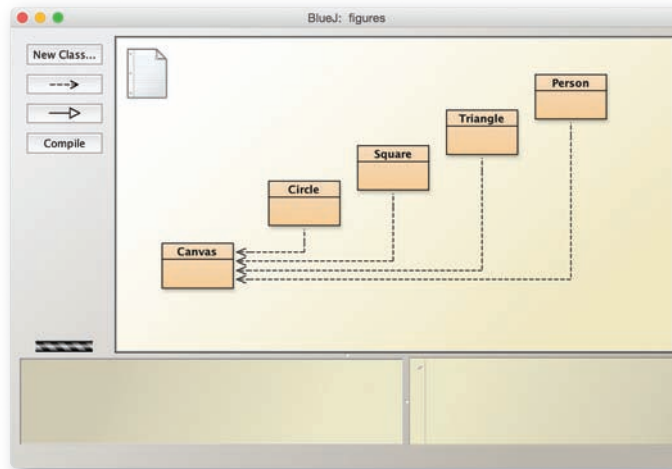 BlueJ: figures
New Class...
Compile
Person
Triangle
Square
Circle
Canvas